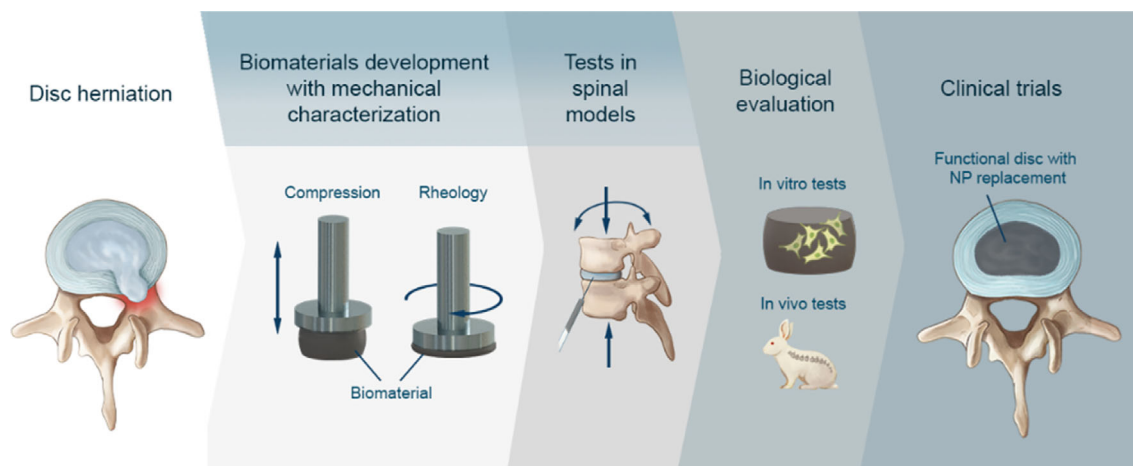 Disc herniation
Biomaterials development
with mechanical
characterization
Compression
Rheology
Biomaterial
Tests in
spinal
models
Biological
evaluation
In vitro tests
In vivo tests
Clinical trials
Functional disc with
NP replacement